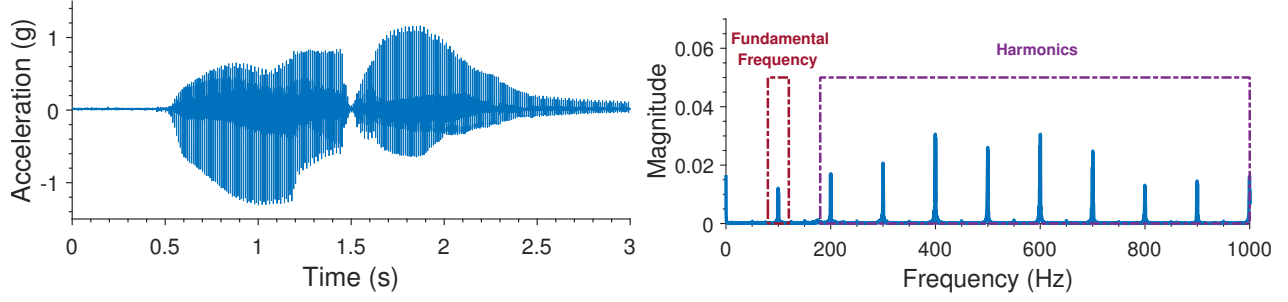 Acceleration (g)
1
0
-1
0
0.5
1
1.5
2
2.5
3
Time (s)
Magnitude
0.06
0.04
0.02
0
Fundamental
Frequency
Harmonics
0
200
400
600
800
1000
Frequency (Hz)